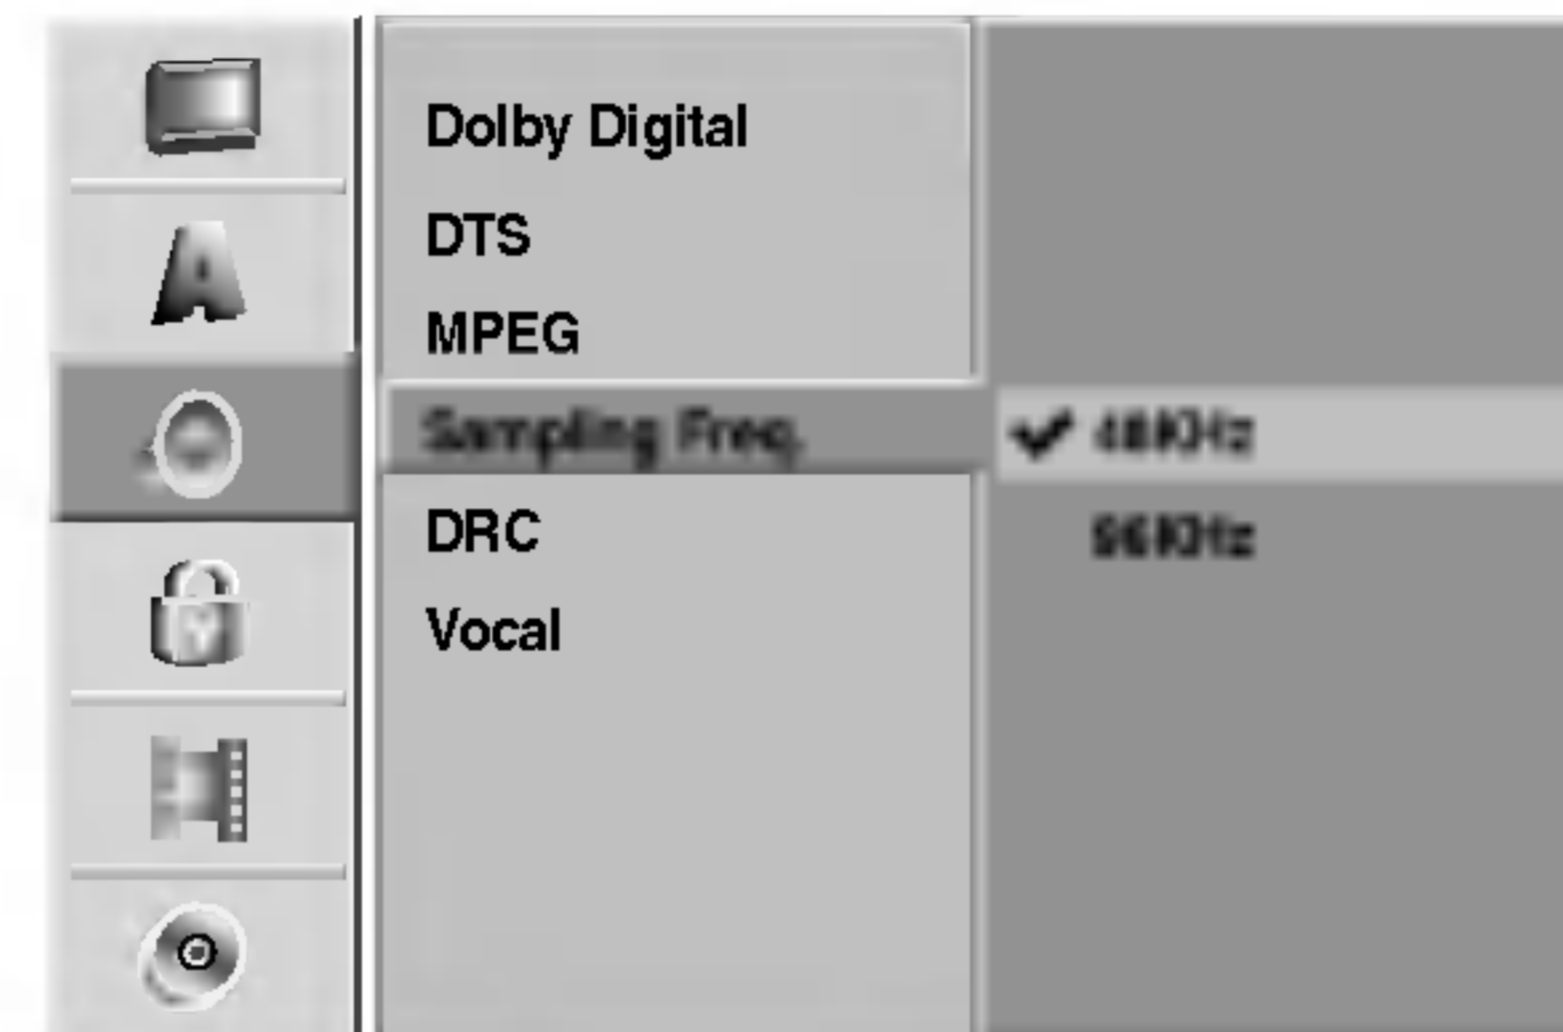 Dolby Digital
DTS
MPEG
Sampling Freq.
48KHz
96KHz
DRC
Vocal